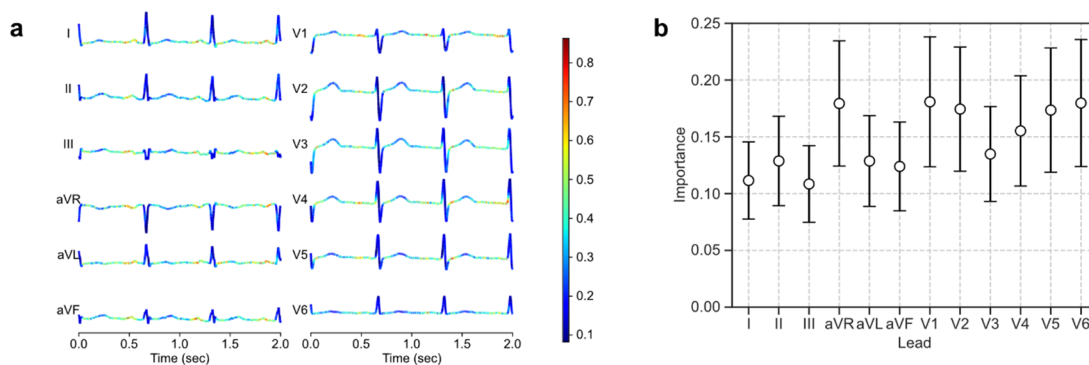 a
I
II
III
aVR
aVL
aVF
0.0 0.5 1.0 1.5 2.0
Time (sec)
V1
V2
V3
V4
V5
V6
0.0 0.5 1.0 1.5 2.0
Time (sec)
0.8
0.7
0.6
0.5
0.4
0.3
0.2
0.1
b
Importance
0.25
0.20
0.15
0.10
0.05
0.00
I II III aVR aVL aVF V1 V2 V3 V4 V5 V6
Lead